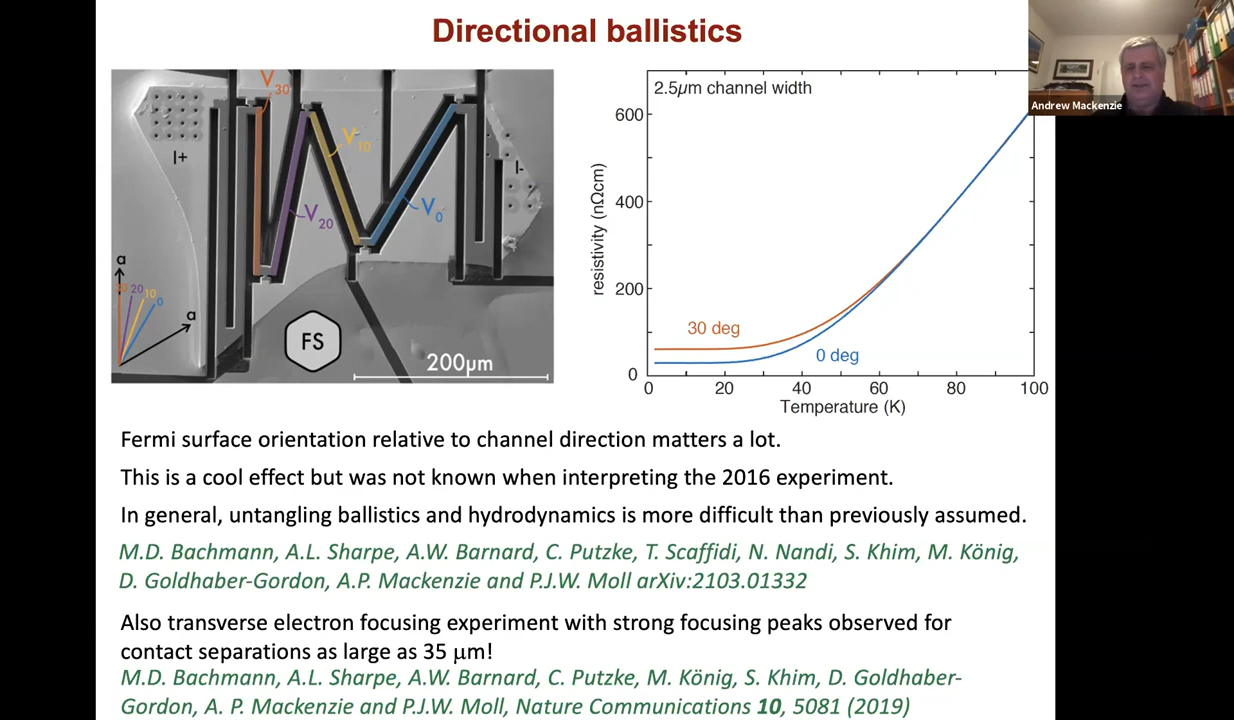 Directional ballistics
V30
I+
V10
V20
V0
I-
a
20
10
0
a
FS
200μm
2.5μm channel width
600
400
200
0
resistivity (nΩcm)
30 deg
0 deg
0 20 40 60 80 100
Temperature (K)
Andrew Mackenzie
Fermi surface orientation relative to channel direction matters a lot.
This is a cool effect but was not known when interpreting the 2016 experiment.
In general, untangling ballistics and hydrodynamics is more difficult than previously assumed.
M.D. Bachmann, A.L. Sharpe, A.W. Barnard, C. Putzke, T. Scaffidi, N. Nandi, S. Khim, M. König,
D. Goldhaber-Gordon, A.P. Mackenzie and P.J.W. Moll arXiv:2103.01332
Also transverse electron focusing experiment with strong focusing peaks observed for
contact separations as large as 35 μm!
M.D. Bachmann, A.L. Sharpe, A.W. Barnard, C. Putzke, M. König, S. Khim, D. Goldhaber-
Gordon, A. P. Mackenzie and P.J.W. Moll, Nature Communications 10, 5081 (2019)